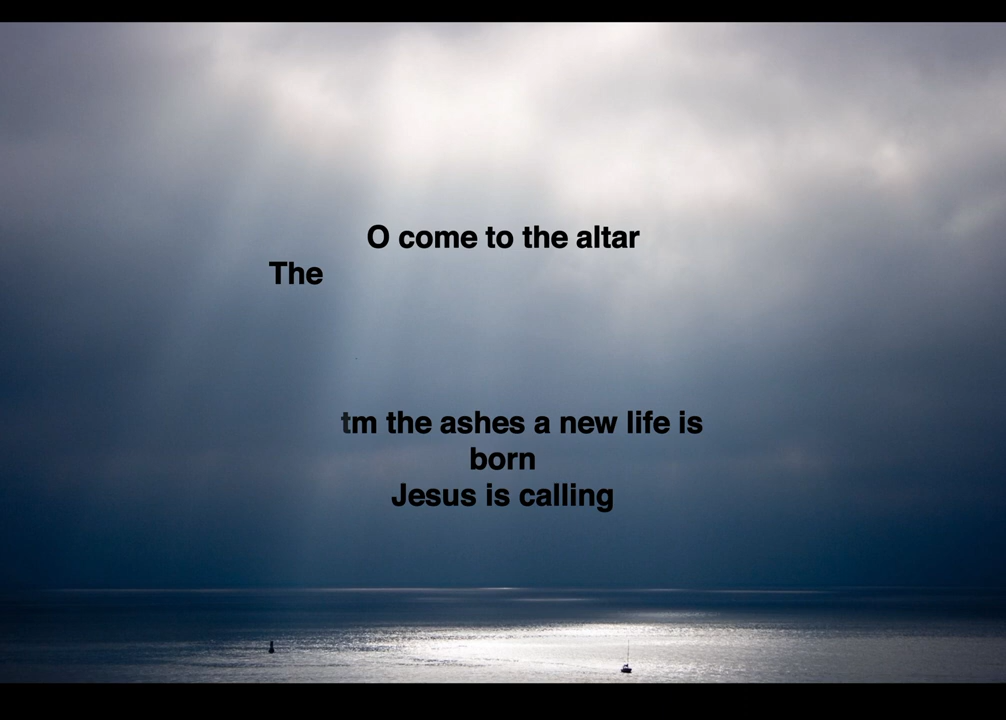 O come to the altar
The
tm the ashes a new life is
born
Jesus is calling